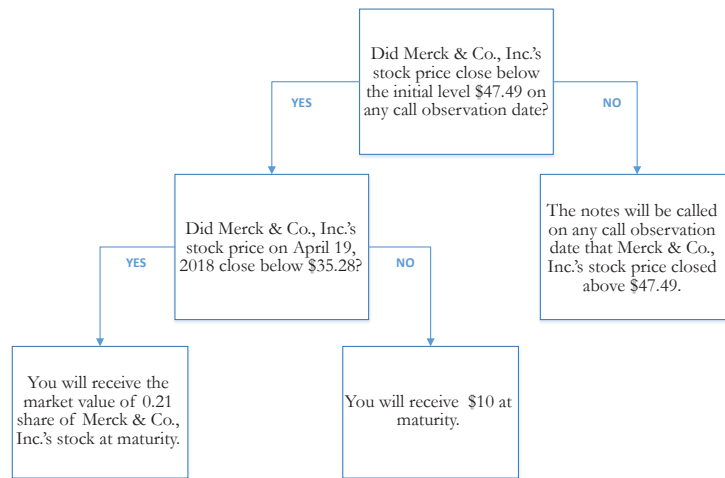 Did Merck & Co., Inc.'s
stock price close below
the initial level $47.49 on
any call observation date?
YES
NO
Did Merck & Co., Inc.'s
stock price on April 19,
2018 close below $35.28?
The notes will be called
on any call observation
date that Merck & Co.,
Inc.'s stock price closed
above $47.49.
YES
NO
You will receive the
market value of 0.21
share of Merck & Co.,
Inc.'s stock at maturity.
You will receive $10 at
maturity.